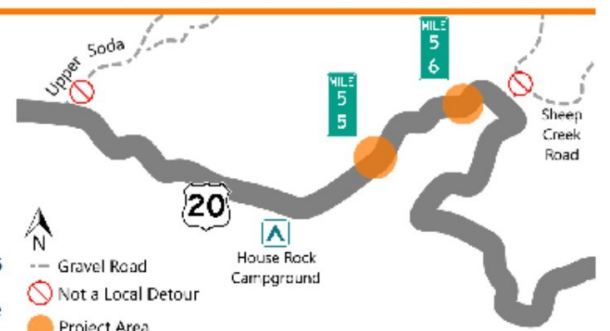 Upper Soda
MILE
5
6
MILE
5
5
Sheep
Creek
Road
20
House Rock
Campground
N
Gravel Road
Not a Local Detour
Project Area